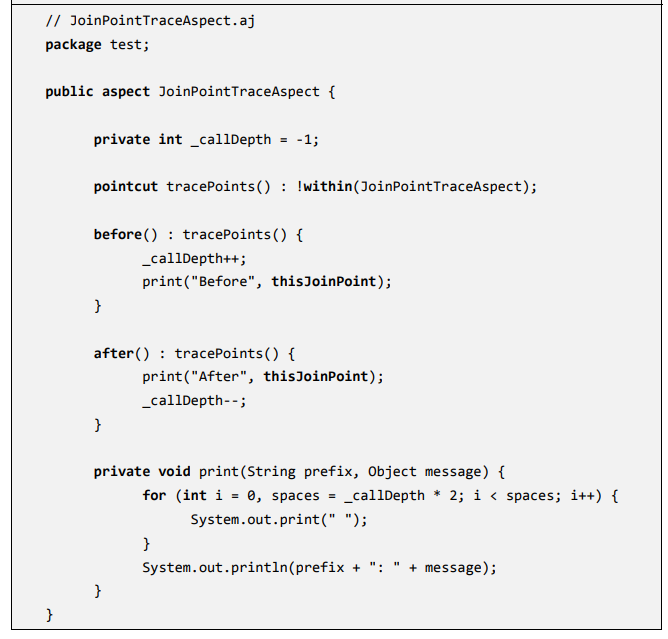 // JoinPointTraceAspect.aj
package test;
public aspect JoinPointTraceAspect {
private int _callDepth = -1;
pointcut tracePoints() : !within(JoinPointTraceAspect);
before() : tracePoints() {
_callDepth++;
print("Before", thisJoinPoint);
}
after() : tracePoints() {
print("After", thisJoinPoint);
_callDepth--;
}
private void print(String prefix, Object message) {
for (int i = 0, spaces = _callDepth * 2; i < spaces; i++) {
System.out.print(" ");
}
System.out.println(prefix + ": " + message);
}
}